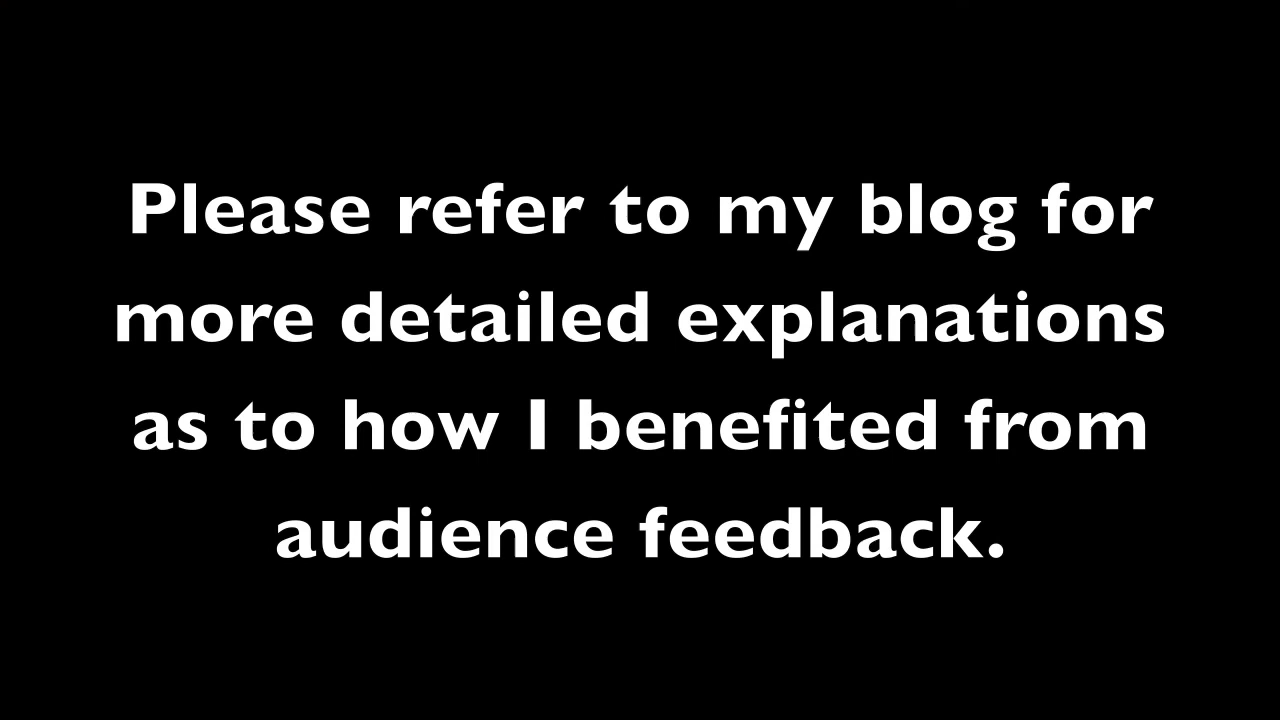 Please refer to my blog for
more detailed explanations
as to how I benefited from
audience feedback.